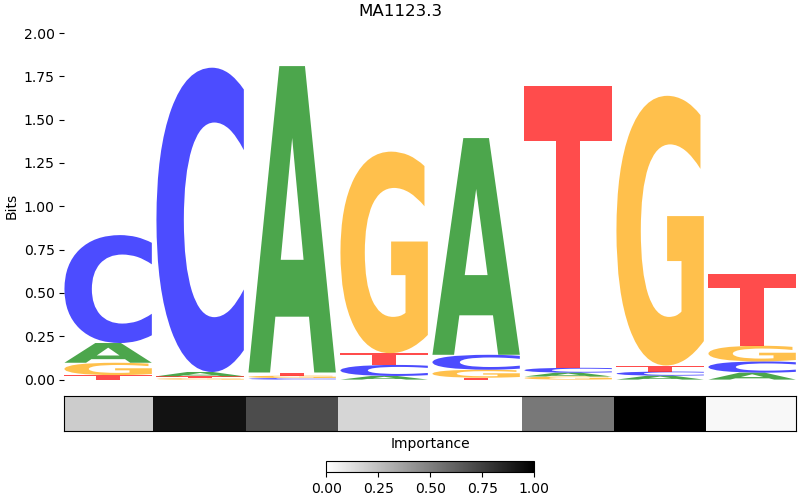 MA1123.3
2.00
1.75
1.50
1.25
1.00
0.75
0.50
0.25
0.00
Bits
C A G T
C A T G
A T G C
G T C A
A C G T
T C A G
G T C A
T G C A
Importance
0.00 0.25 0.50 0.75 1.00